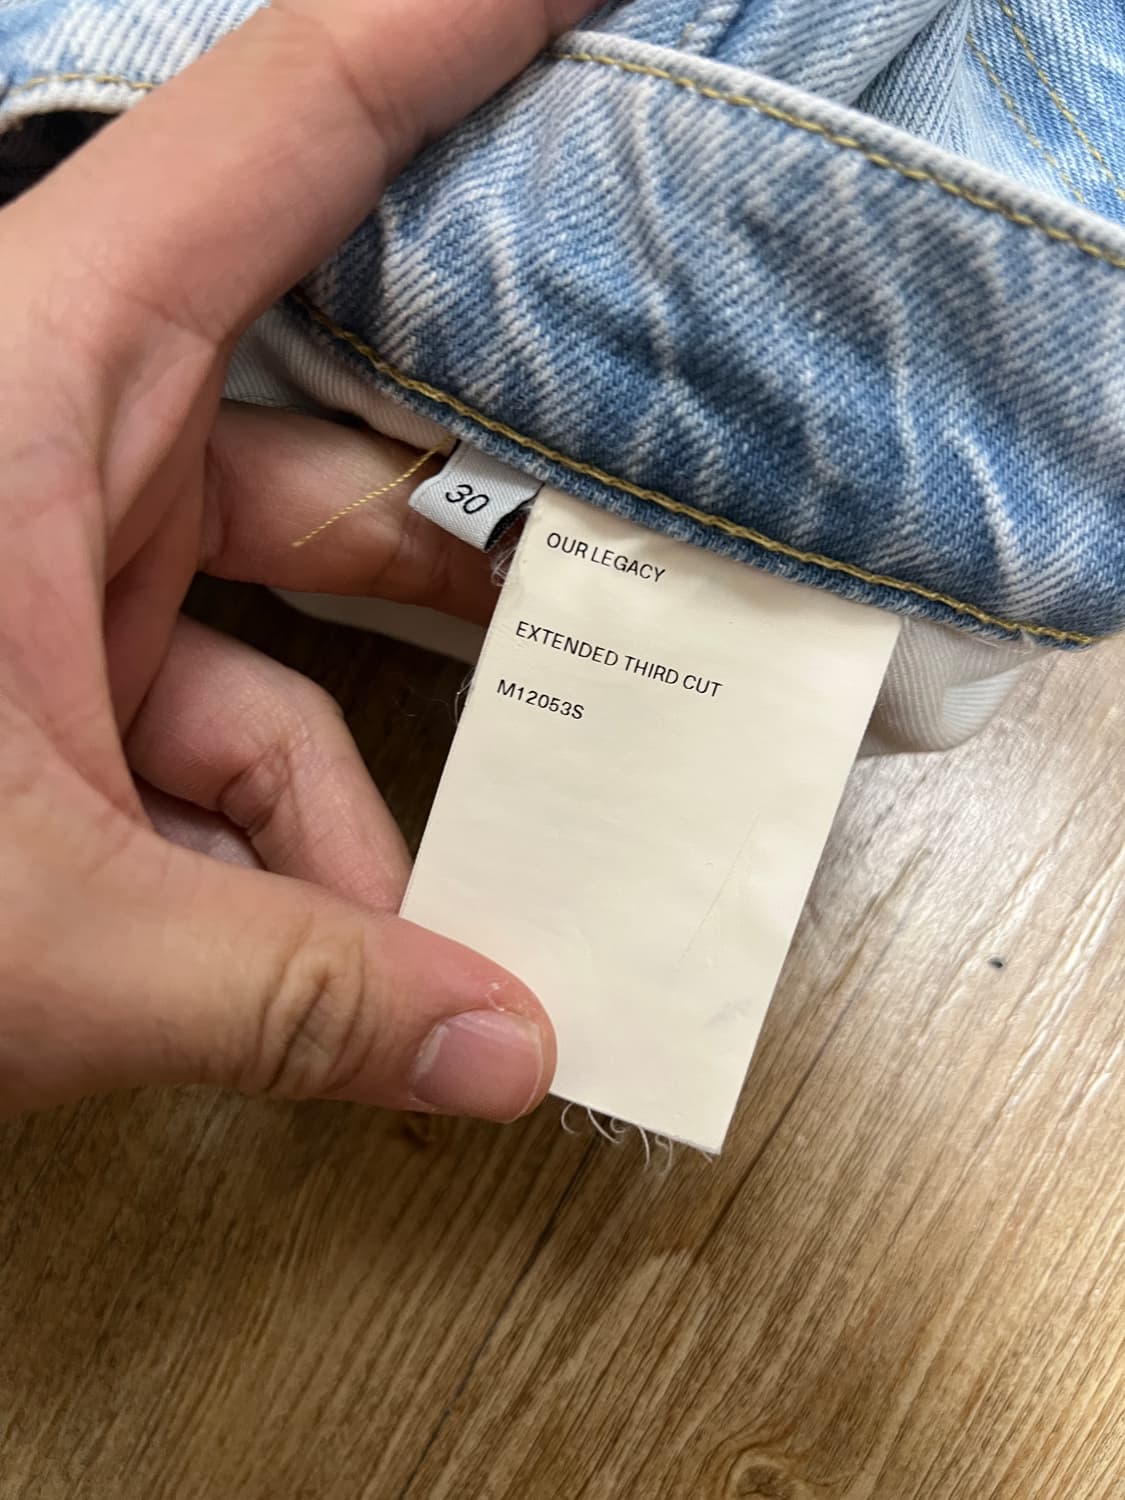 30
OUR LEGACY
EXTENDED THIRD CUT
M12053S